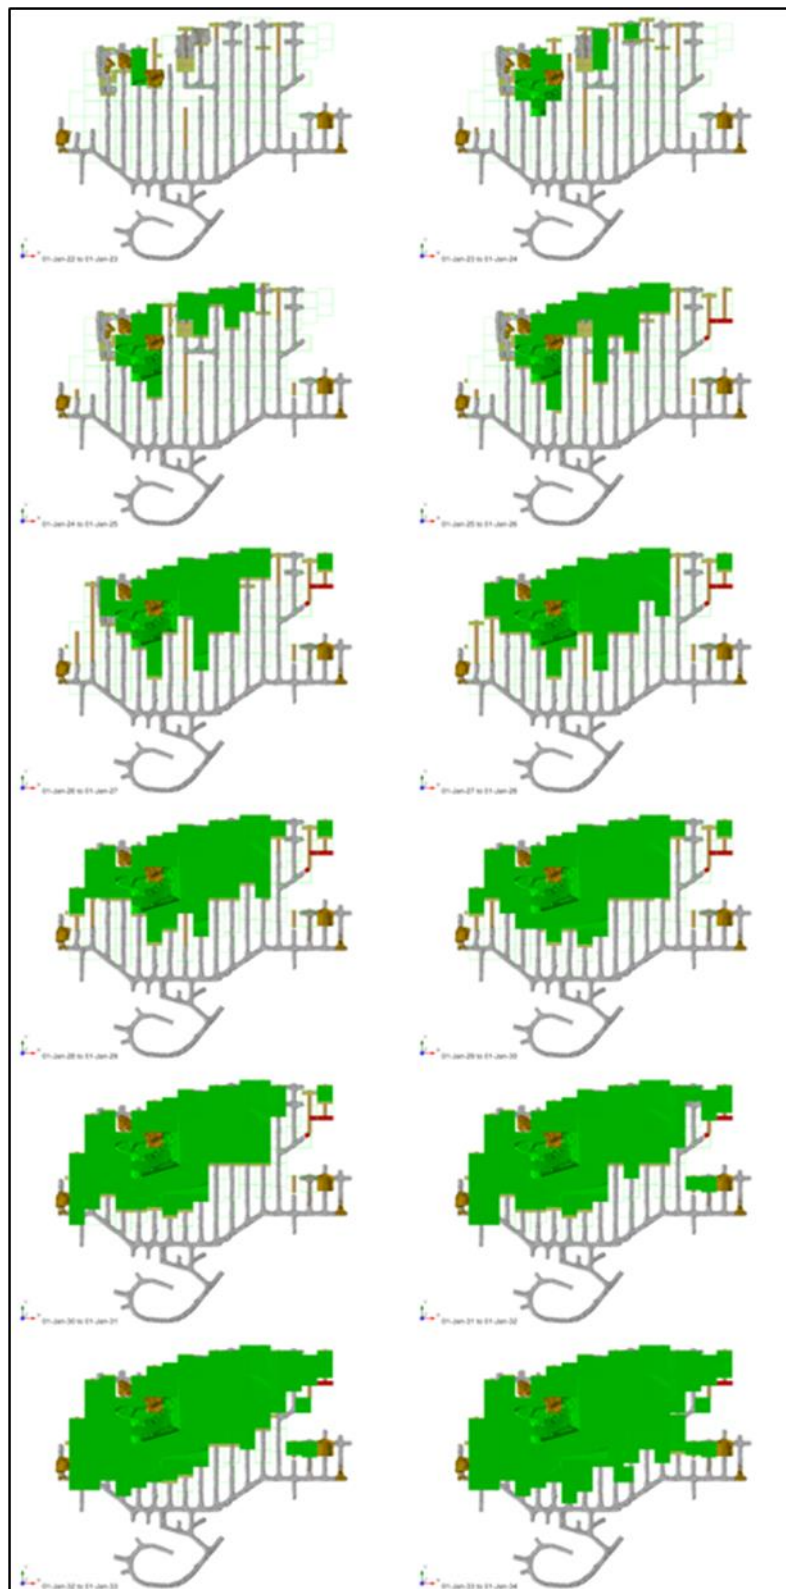 01-Jan-22 to 01-Jan-23
01-Jan-23 to 01-Jan-24
01-Jan-24 to 01-Jan-25
01-Jan-25 to 01-Jan-26
01-Jan-26 to 01-Jan-27
01-Jan-27 to 01-Jan-28
01-Jan-28 to 01-Jan-29
01-Jan-29 to 01-Jan-30
01-Jan-30 to 01-Jan-31
01-Jan-31 to 01-Jan-32
01-Jan-32 to 01-Jan-33
01-Jan-33 to 01-Jan-34